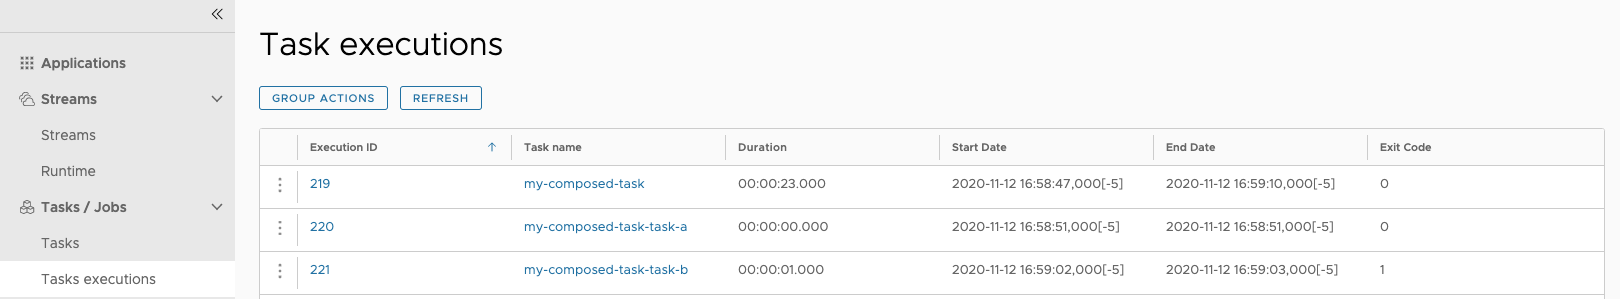 Applications
Streams
Streams
Runtime
Tasks / Jobs
Tasks
Tasks executions
Task executions
GROUP ACTIONS REFRESH
Execution ID Task name Duration Start Date End Date Exit Code
219 my-composed-task 00:00:23.000 2020-11-12 16:58:47,000[-5] 2020-11-12 16:59:10,000[-5] 0
220 my-composed-task-task-a 00:00:00.000 2020-11-12 16:58:51,000[-5] 2020-11-12 16:58:51,000[-5] 0
221 my-composed-task-task-b 00:00:01.000 2020-11-12 16:59:02,000[-5] 2020-11-12 16:59:03,000[-5] 1